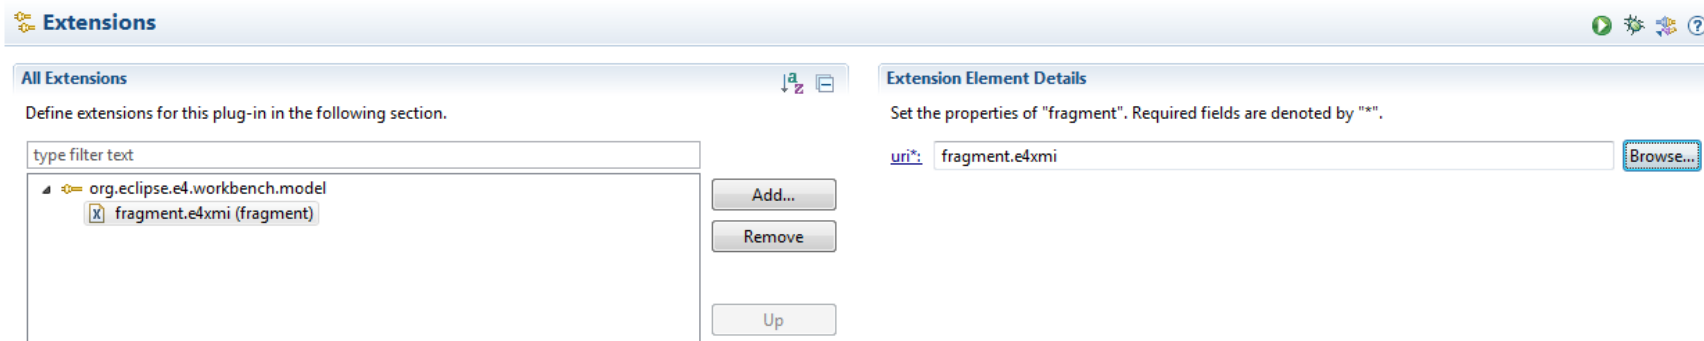 Extensions
All Extensions
Define extensions for this plug-in in the following section.
type filter text
org.eclipse.e4.workbench.model
fragment.e4xmi (fragment)
Add...
Remove
Up
Extension Element Details
Set the properties of "fragment". Required fields are denoted by "*".
uri*: fragment.e4xmi Browse...